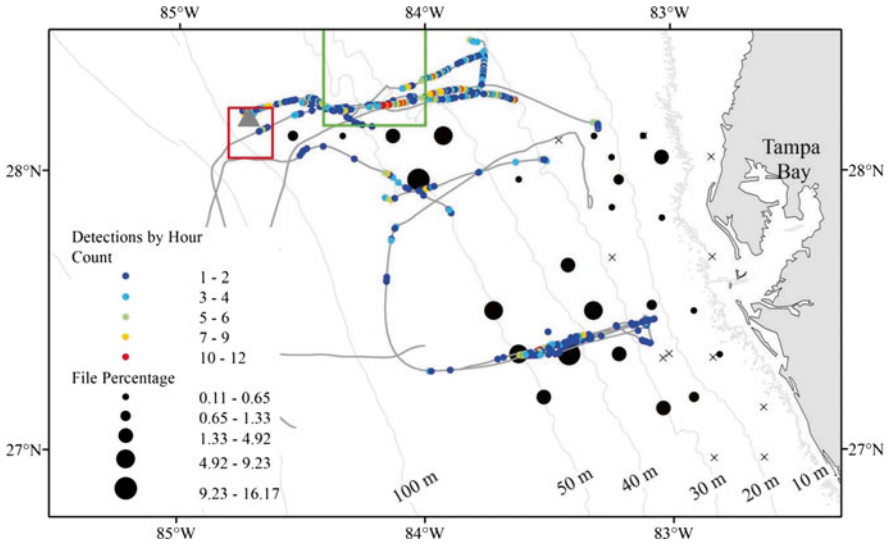 85°W 84°W 83°W
Tampa
Bay
28°N 28°N
Detections by Hour
Count
1 - 2
3 - 4
5 - 6
7 - 9
10 - 12
File Percentage
0.11 - 0.65
0.65 - 1.33
1.33 - 4.92
4.92 - 9.23
9.23 - 16.17
27°N 27°N
100 m 50 m 40 m 30 m 20 m 10 m
85°W 84°W 83°W